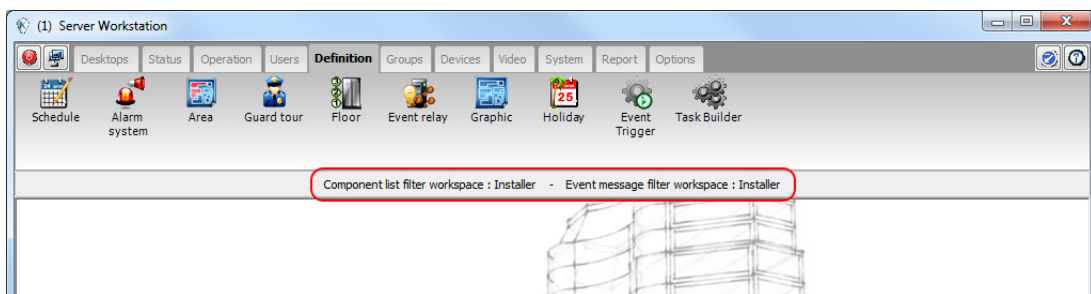 (1) Server Workstation
Desktops Status Operation Users Definition Groups Devices Video System Report Options
Schedule Alarm system Area Guard tour Floor Event relay Graphic 25 Holiday Event Trigger Task Builder
Component list filter workspace : Installer - Event message filter workspace : Installer